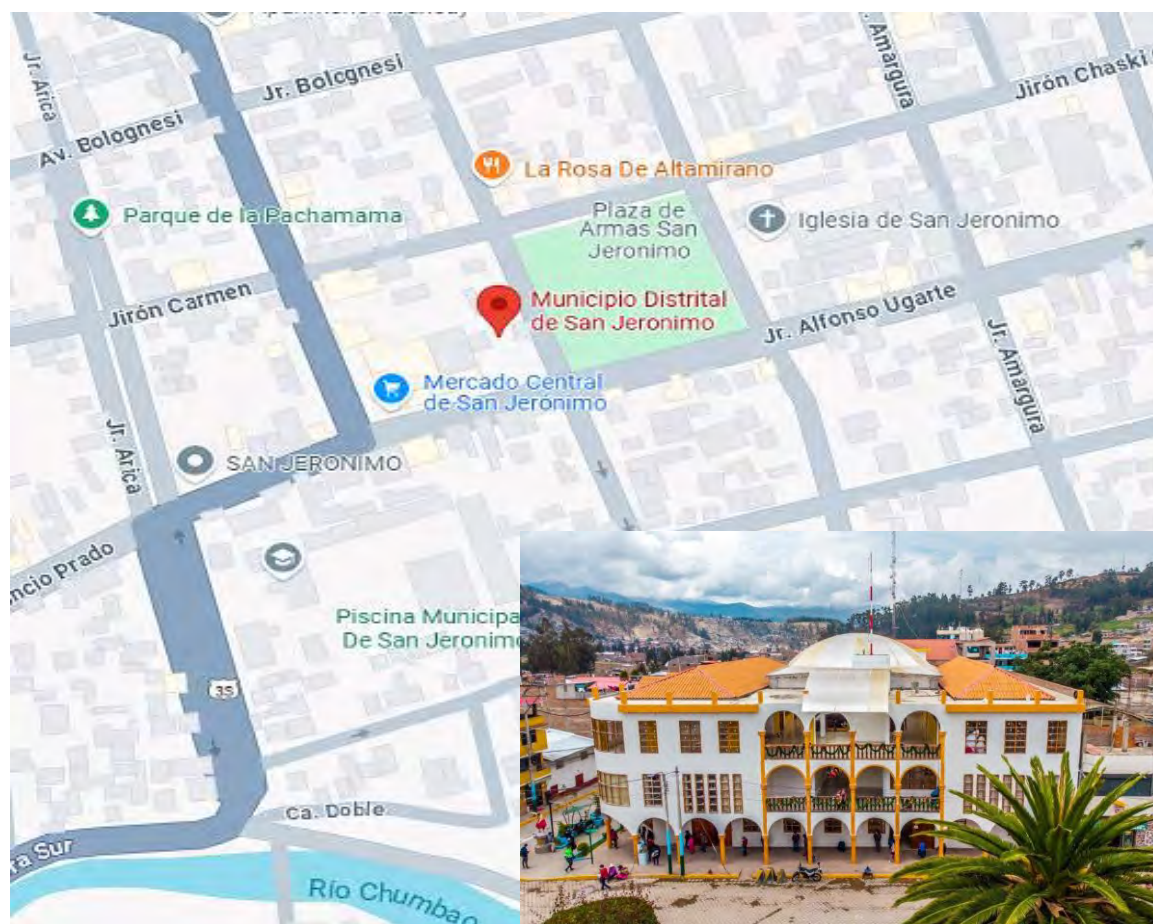 Jr. Arica
Jr. Bolognesi
Av. Bolognesi
Jr. Amargura
Jirón Chaski
La Rosa De Altamirano
Parque de la Pachamama
Plaza de
Armas San
Jeronimo
Iglesia de San Jeronimo
Jirón Carmen
Municipio Distrital
de San Jeronimo
Jr. Alfonso Ugarte
Jr. Amargura
Mercado Central
de San Jerónimo
Jr. Arica
SAN JERONIMO
ncio Prado
Piscina Municipa
De San Jeronimo
3S
Ca. Doble
ra Sur
Río Chumbao